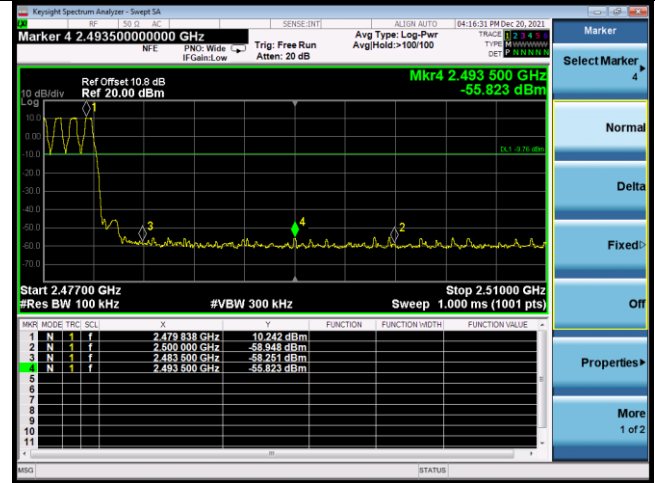 Keysight Spectrum Analyzer - Swept SA
RF 50 Ω AC SENSE:INT ALIGN AUTO 04:16:31 PM Dec 20, 2021
Marker 4 2.493500000000 GHz
NFE PNO: Wide IFGain:Low
Trig: Free Run
Atten: 20 dB
Avg Type: Log-Pwr
Avg|Hold:>100/100
TRACE 1 2 3 4 5 6
TYPE M WWWWW
DET P N N N N N
Ref Offset 10.8 dB
Ref 20.00 dBm
10 dB/div
Log
Mkr4 2.493 500 GHz
-55.823 dBm
10.0
0.00
-10.0
-20.0
-30.0
-40.0
-50.0
-60.0
-70.0
DL1 -9.76 dBm
1
3
4
2
Start 2.47700 GHz Stop 2.51000 GHz
#Res BW 100 kHz #VBW 300 kHz Sweep 1.000 ms (1001 pts)
MKR MODE TRC SCL X Y FUNCTION FUNCTION WIDTH FUNCTION VALUE
1 N 1 f 2.479 838 GHz 10.242 dBm
2 N 1 f 2.500 000 GHz -58.948 dBm
3 N 1 f 2.483 500 GHz -58.251 dBm
4 N 1 f 2.493 500 GHz -55.823 dBm
5
6
7
8
9
10
11
MSG STATUS
Marker
Select Marker
4
Normal
Delta
Fixed
Off
Properties
More
1 of 2